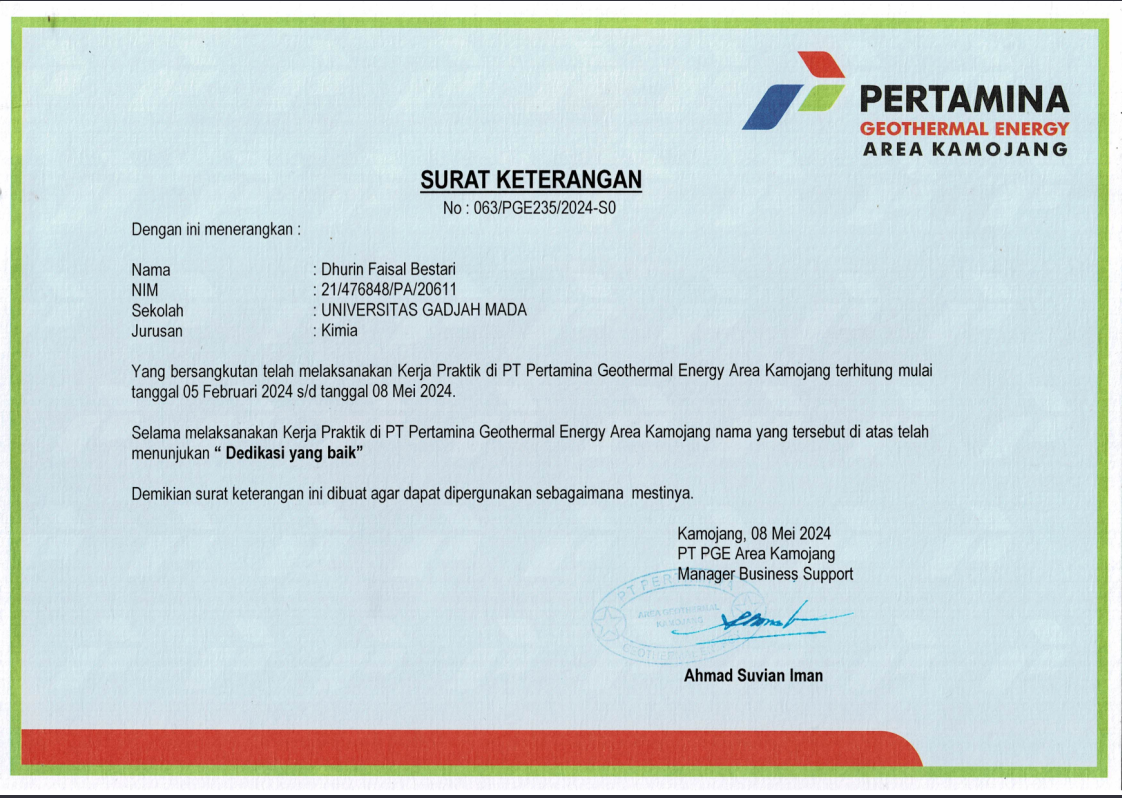 PERTAMINA
GEOTHERMAL ENERGY
AREA KAMOJANG
SURAT KETERANGAN
No : 063/PGE235/2024-S0
Dengan ini menerangkan :
Nama : Dhurin Faisal Bestari
NIM : 21/476848/PA/20611
Sekolah : UNIVERSITAS GADJAH MADA
Jurusan : Kimia
Yang bersangkutan telah melaksanakan Kerja Praktik di PT Pertamina Geothermal Energy Area Kamojang terhitung mulai
tanggal 05 Februari 2024 s/d tanggal 08 Mei 2024.
Selama melaksanakan Kerja Praktik di PT Pertamina Geothermal Energy Area Kamojang nama yang tersebut di atas telah
menunjukan “ Dedikasi yang baik”
Demikian surat keterangan ini dibuat agar dapat dipergunakan sebagaimana mestinya.
Kamojang, 08 Mei 2024
PT PGE Area Kamojang
Manager Business Support
AREA GEOTHERMAL
KAMOJANG
Ahmad Suvian Iman